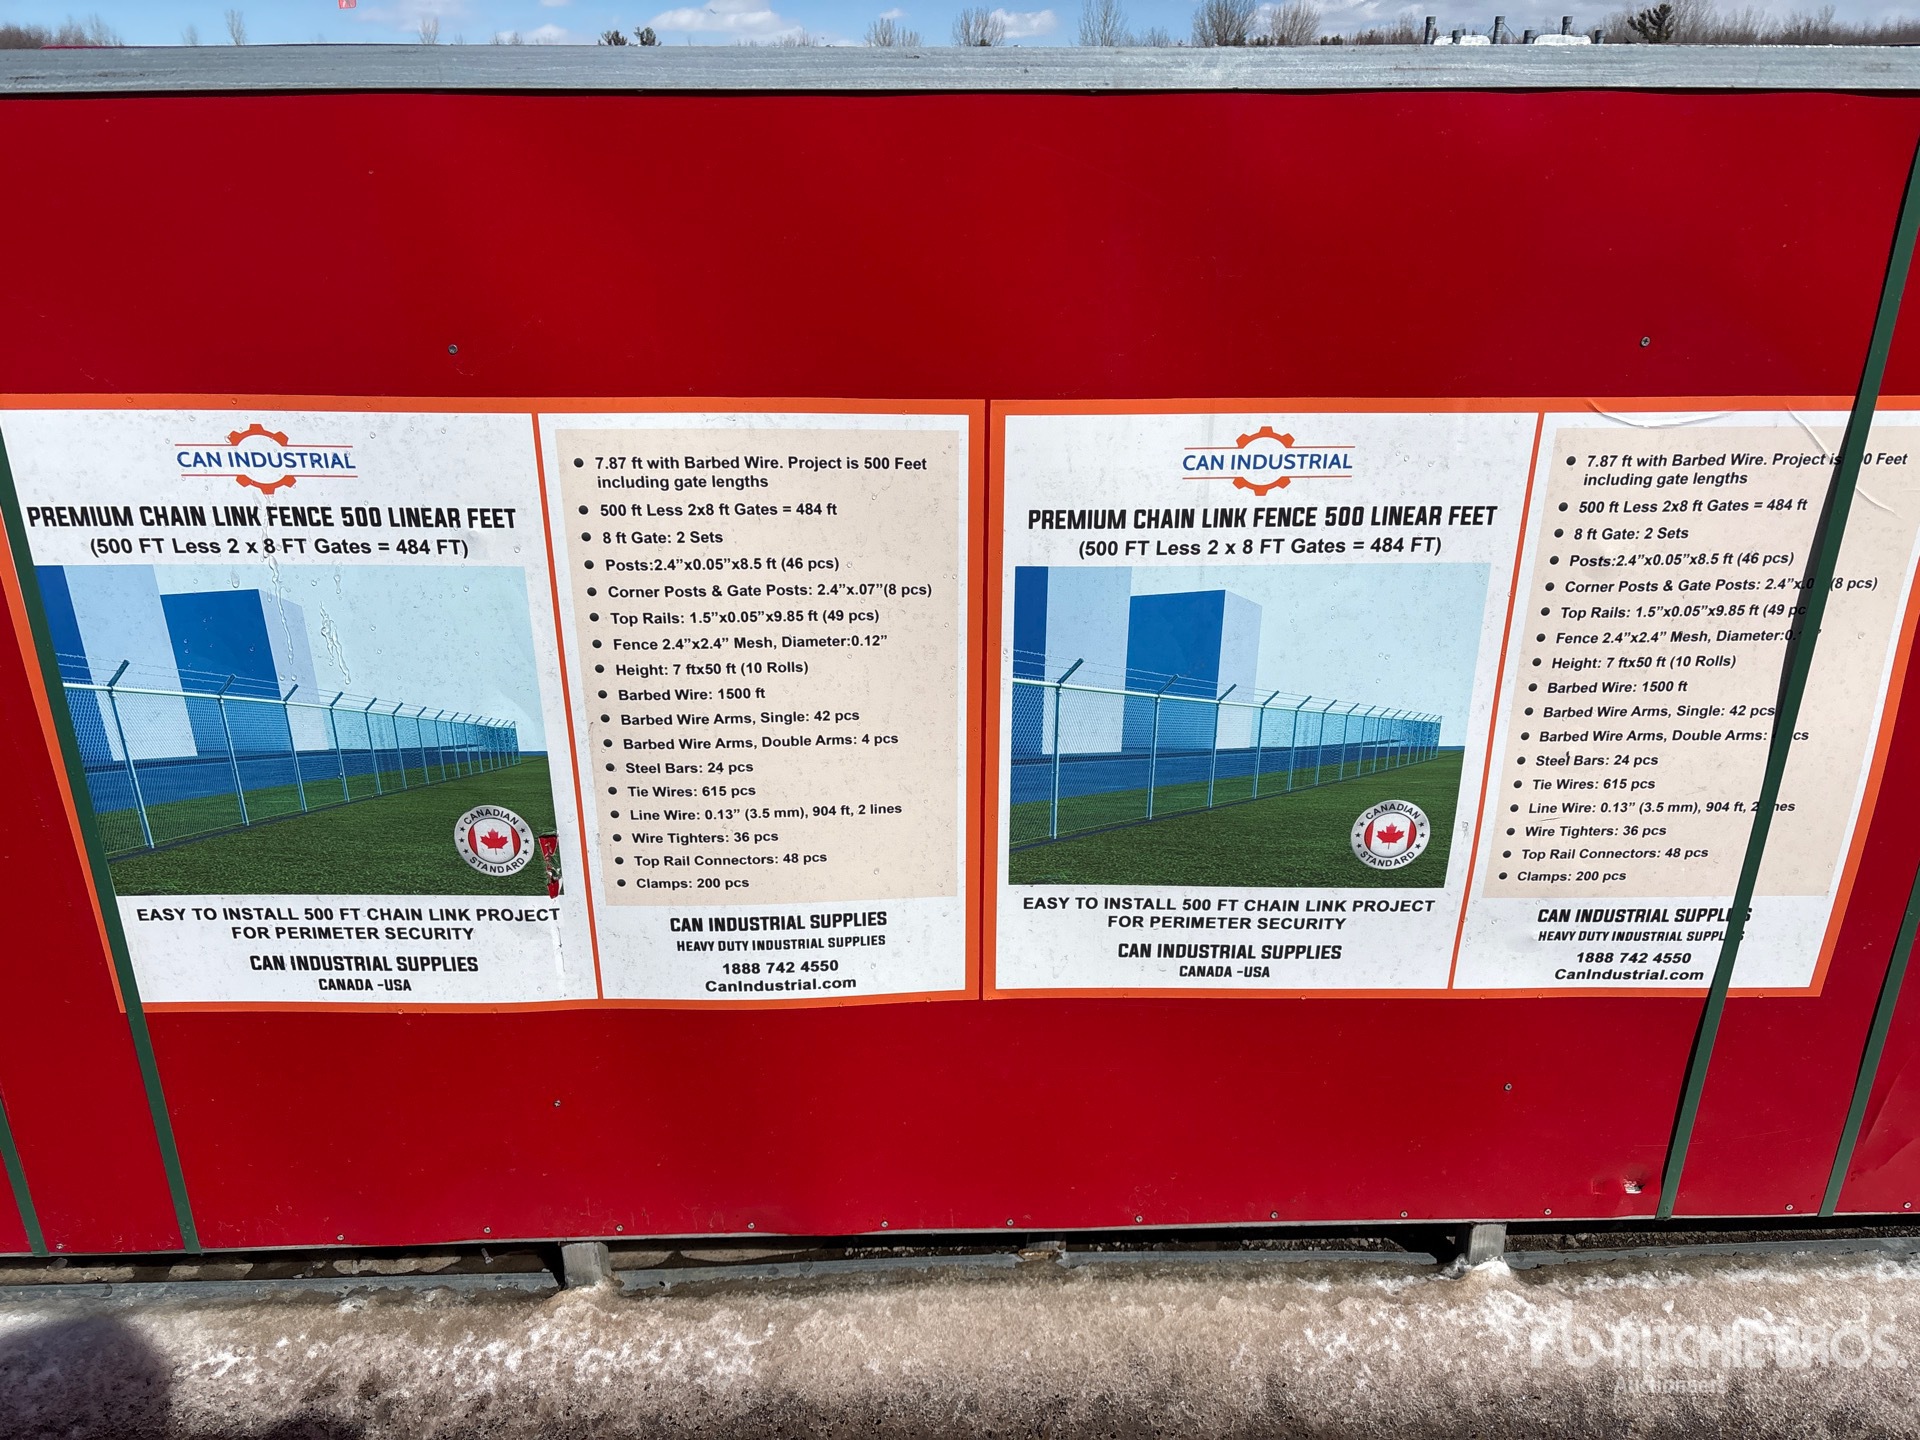 CAN INDUSTRIAL
PREMIUM CHAIN LINK FENCE 500 LINEAR FEET
(500 FT Less 2 x 8 FT Gates = 484 FT)
CANADIAN
STANDARD
EASY TO INSTALL 500 FT CHAIN LINK PROJECT
FOR PERIMETER SECURITY
CAN INDUSTRIAL SUPPLIES
CANADA -USA
7.87 ft with Barbed Wire. Project is 500 Feet
including gate lengths
500 ft Less 2x8 ft Gates = 484 ft
8 ft Gate: 2 Sets
Posts:2.4”x0.05”x8.5 ft (46 pcs)
Corner Posts & Gate Posts: 2.4”x.07”(8 pcs)
Top Rails: 1.5”x0.05”x9.85 ft (49 pcs)
Fence 2.4”x2.4” Mesh, Diameter:0.12”
Height: 7 ftx50 ft (10 Rolls)
Barbed Wire: 1500 ft
Barbed Wire Arms, Single: 42 pcs
Barbed Wire Arms, Double Arms: 4 pcs
Steel Bars: 24 pcs
Tie Wires: 615 pcs
Line Wire: 0.13” (3.5 mm), 904 ft, 2 lines
Wire Tighters: 36 pcs
Top Rail Connectors: 48 pcs
Clamps: 200 pcs
CAN INDUSTRIAL SUPPLIES
HEAVY DUTY INDUSTRIAL SUPPLIES
1888 742 4550
CanIndustrial.com
CAN INDUSTRIAL
PREMIUM CHAIN LINK FENCE 500 LINEAR FEET
(500 FT Less 2 x 8 FT Gates = 484 FT)
CANADIAN
STANDARD
EASY TO INSTALL 500 FT CHAIN LINK PROJECT
FOR PERIMETER SECURITY
CAN INDUSTRIAL SUPPLIES
CANADA -USA
7.87 ft with Barbed Wire. Project is Feet
including gate lengths
500 ft Less 2x8 ft Gates = 484 ft
8 ft Gate: 2 Sets
Posts:2.4”x0.05”x8.5 ft (46 pcs)
Corner Posts & Gate Posts: (8 pcs)
Top Rails: 1.5”x0.05”x9.85 ft (49
Fence 2.4”x2.4” Mesh,
Height: 7 ftx50 ft (10 Rolls)
Barbed Wire: 1500 ft
Barbed Wire Arms, Single: 42 pcs
Barbed Wire Arms, Double Arms:
Steel Bars: 24 pcs
Tie Wires: 615 pcs
Line Wire: 0.13” (3.5 mm), 904 ft, 2
Wire Tighters: 36 pcs
Top Rail Connectors: 48 pcs
Clamps: 200 pcs
CAN INDUSTRIAL
HEAVY DUTY INDUSTRIAL
1888 742 4550
CanIndustrial.com
RITCHIE BROS.
Auctioneers